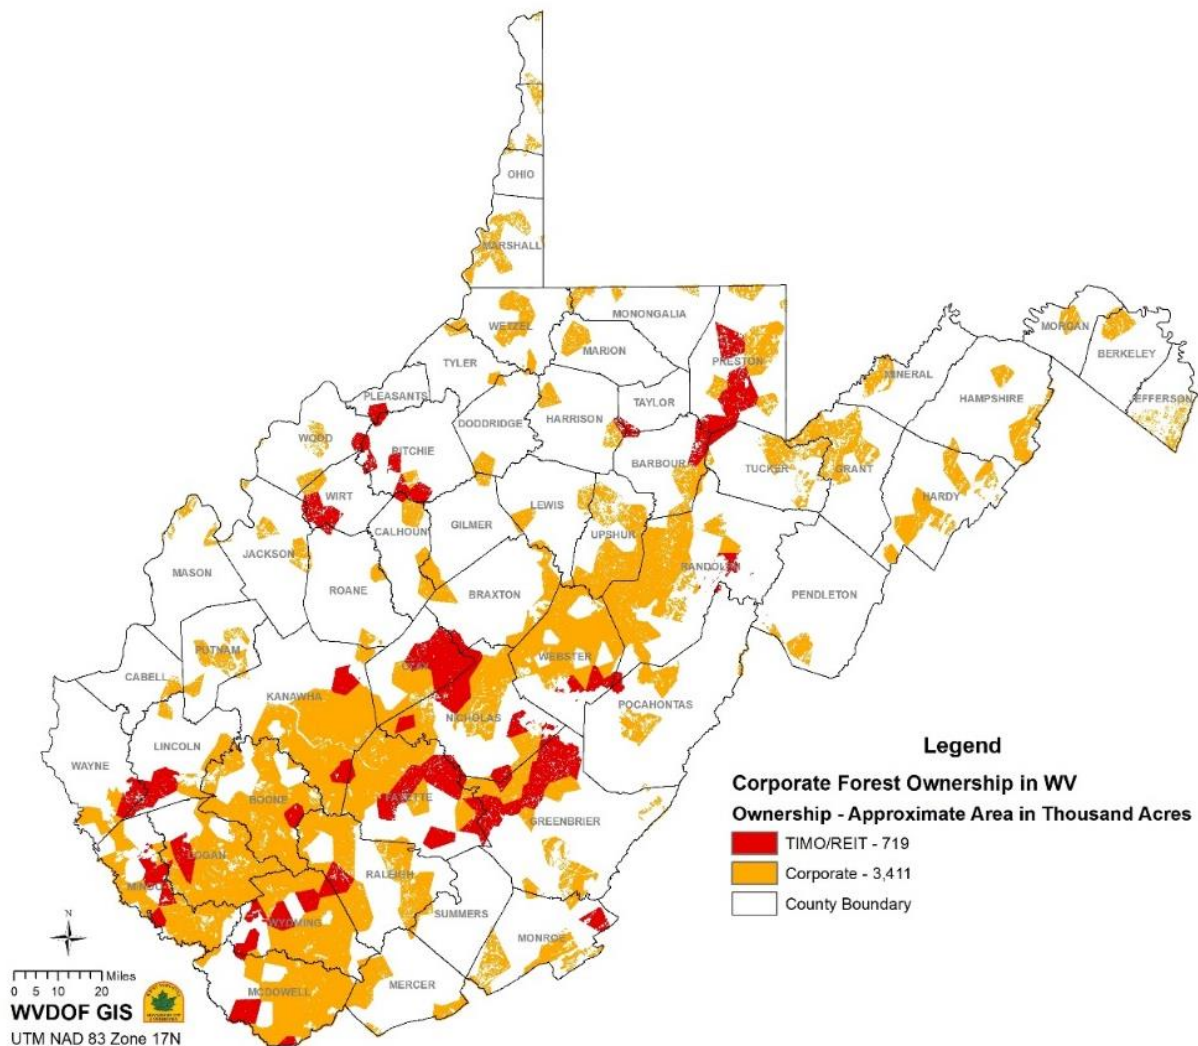 OHIO
MARSHALL
WETZEL
MONONGALIA
MARION
PRESTON
TYLER
PLEASANTS
TAYLOR
DODDRIDGE
HARRISON
WOOD
RITCHIE
BARBOUR
TUCKER
GRANT
MINERAL
HAMPSHIRE
MORGAN
BERKELEY
JEFFERSON
HARDY
WIRT
LEWIS
UPSHUR
CALHOUN
GILMER
JACKSON
RANDOLPH
MASON
ROANE
BRAXTON
PENDLETON
PUTNAM
WEBSTER
CLAY
CABELL
KANAWHA
POCAHONTAS
NICHOLAS
LINCOLN
WAYNE
BOONE
FAYETTE
GREENBRIER
LOGAN
RALEIGH
MINGO
SUMMERS
WYOMING
MONROE
MERCER
MCDOWELL
Legend
Corporate Forest Ownership in WV
Ownership - Approximate Area in Thousand Acres
TIMO/REIT - 719
Corporate - 3,411
County Boundary
N
Miles
0 5 10 20
WVDOF GIS
UTM NAD 83 Zone 17N